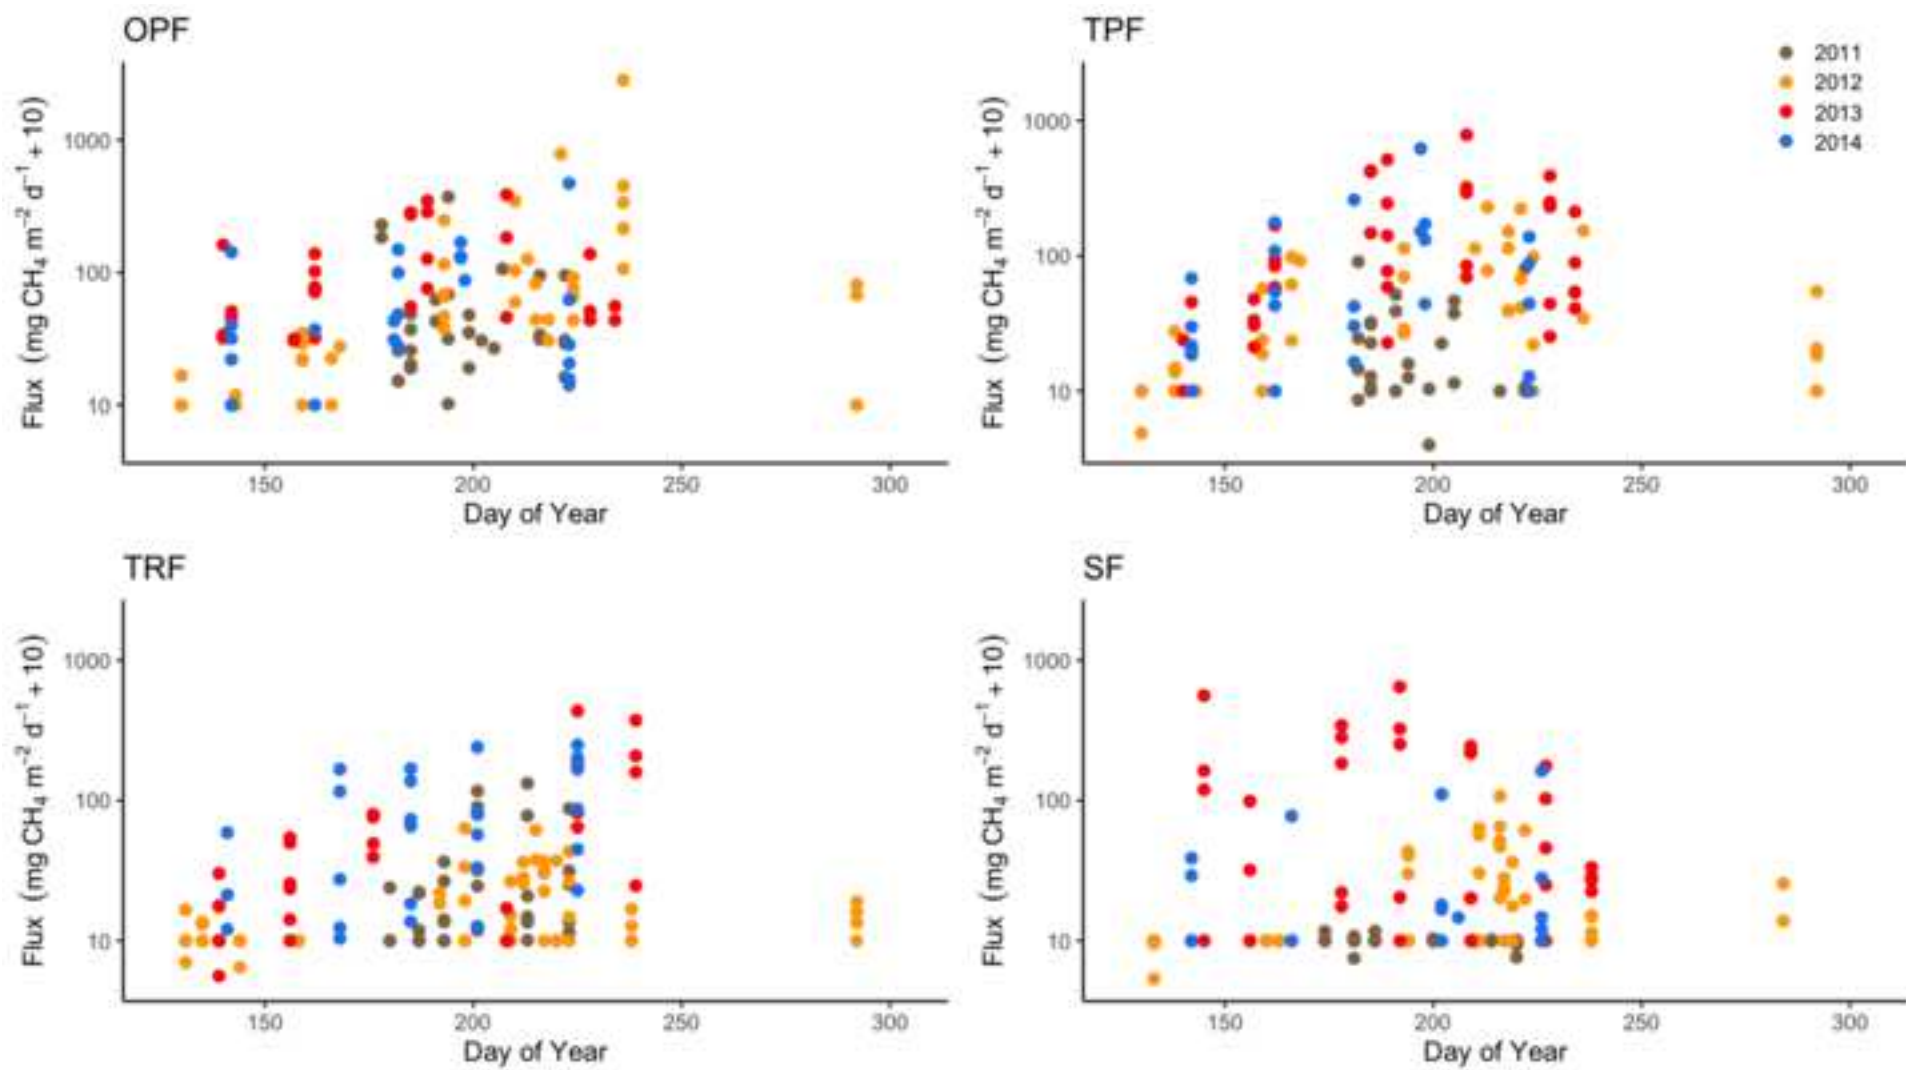 OPF
Flux (mg CH₄ m⁻² d⁻¹ + 10)
1000
100
10
150 200 250 300
Day of Year
TPF
2011
2012
2013
2014
Flux (mg CH₄ m⁻² d⁻¹ + 10)
1000
100
10
150 200 250 300
Day of Year
TRF
Flux (mg CH₄ m⁻² d⁻¹ + 10)
1000
100
10
150 200 250 300
Day of Year
SF
Flux (mg CH₄ m⁻² d⁻¹ + 10)
1000
100
10
150 200 250 300
Day of Year